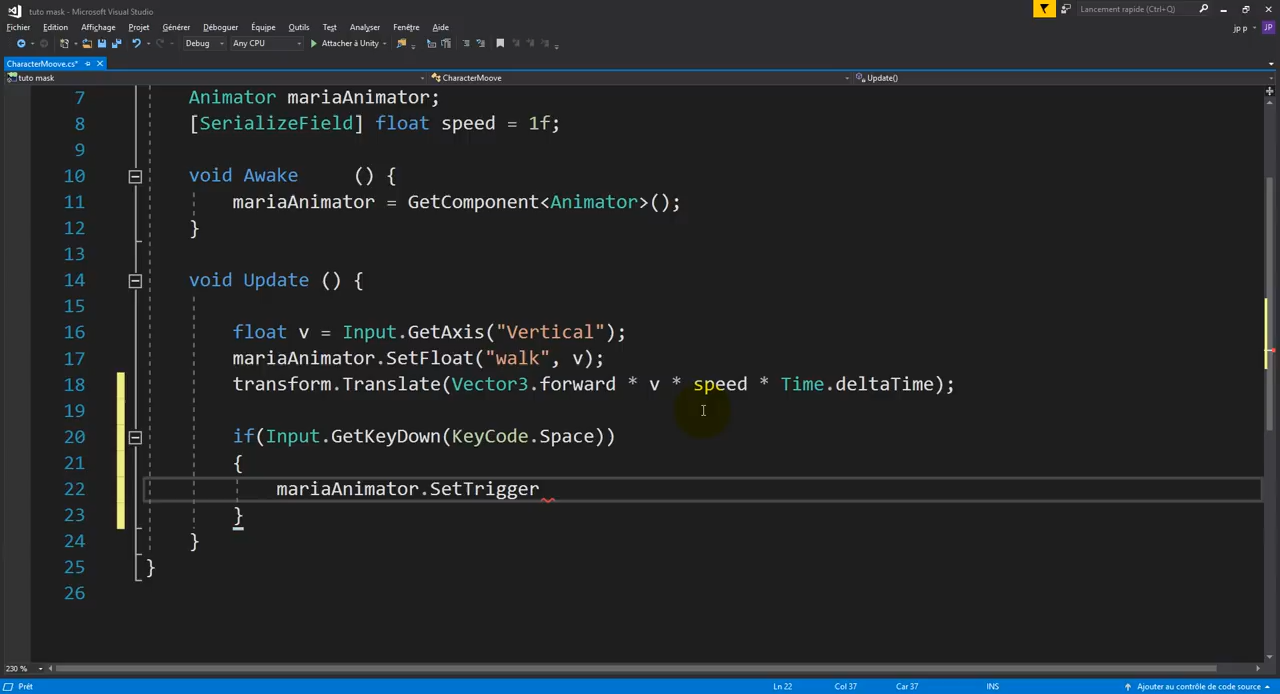 tuto mask - Microsoft Visual Studio
Lancement rapide (Ctrl+Q)
Fichier Edition Affichage Projet Générer Déboguer Équipe Outils Test Analyser Fenêtre Aide
jp p JP
Debug Any CPU Attacher à Unity
CharacterMoove.cs*
tuto mask CharacterMoove Update()
7 Animator mariaAnimator;
8 [SerializeField] float speed = 1f;
9
10 void Awake () {
11 mariaAnimator = GetComponent<Animator>();
12 }
13
14 void Update () {
15
16 float v = Input.GetAxis("Vertical");
17 mariaAnimator.SetFloat("walk", v);
18 transform.Translate(Vector3.forward * v * speed * Time.deltaTime);
19
20 if(Input.GetKeyDown(KeyCode.Space))
21 {
22 mariaAnimator.SetTrigger
23 }
24 }
25 }
26
230 %
Prêt Ln 22 Col 37 Car 37 INS Ajouter au contrôle de code source